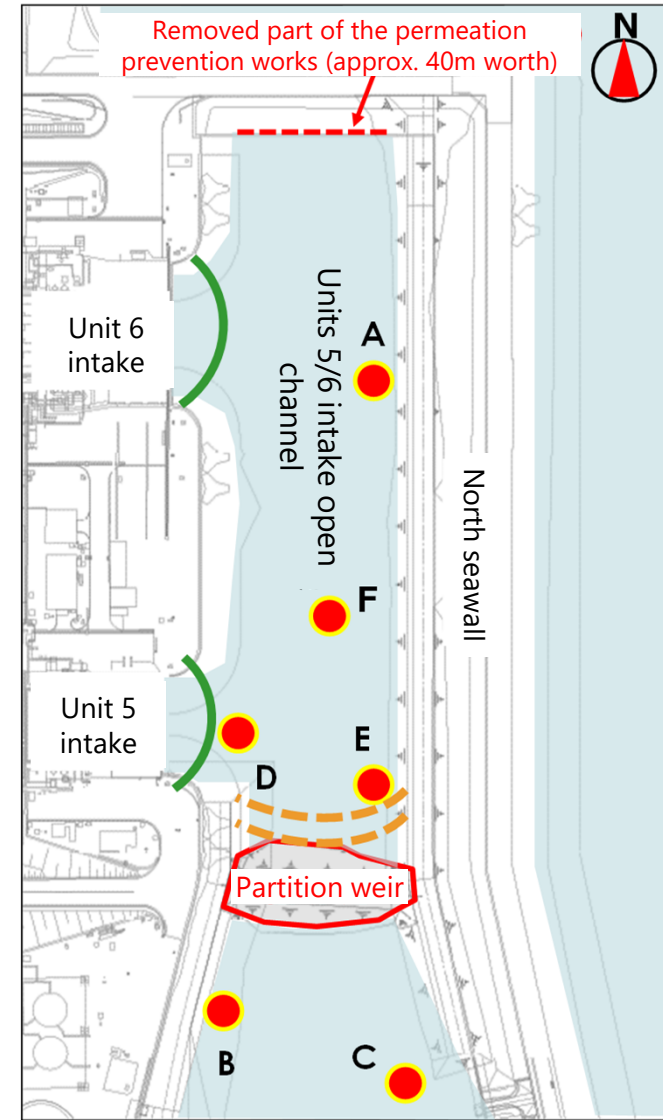 Removed part of the permeation
prevention works (approx. 40m worth)
N
Unit 6
intake
Units 5/6 intake open
channel
A
North seawall
F
Unit 5
intake
D
E
Partition weir
B
C